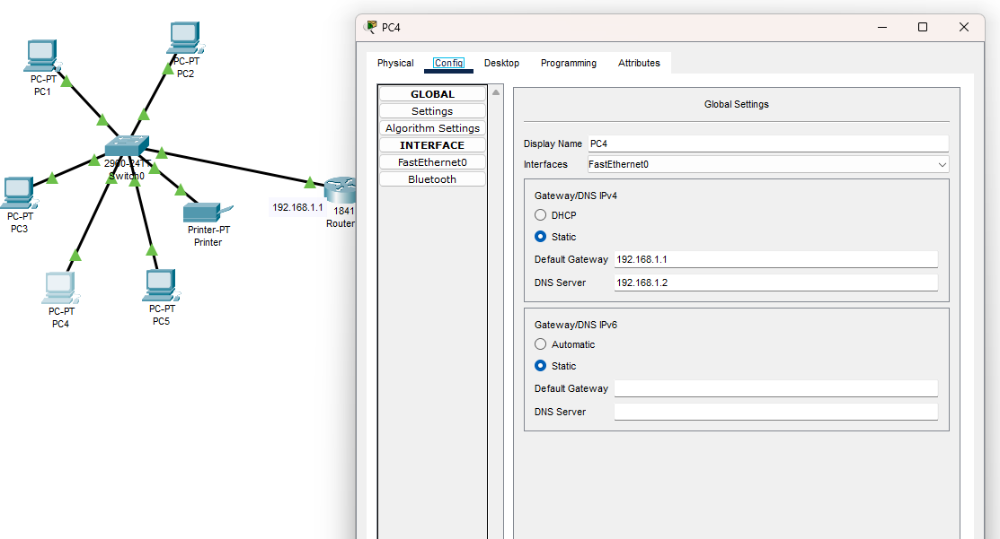 PC-PT
PC1
PC-PT
PC2
2960-24TT
Switch0
PC-PT
PC3
Printer-PT
Printer
192.168.1.1
1841
Router
PC-PT
PC4
PC-PT
PC5
PC4
Physical Config Desktop Programming Attributes
GLOBAL
Settings
Algorithm Settings
INTERFACE
FastEthernet0
Bluetooth
Global Settings
Display Name PC4
Interfaces FastEthernet0
Gateway/DNS IPv4
DHCP
Static
Default Gateway 192.168.1.1
DNS Server 192.168.1.2
Gateway/DNS IPv6
Automatic
Static
Default Gateway
DNS Server